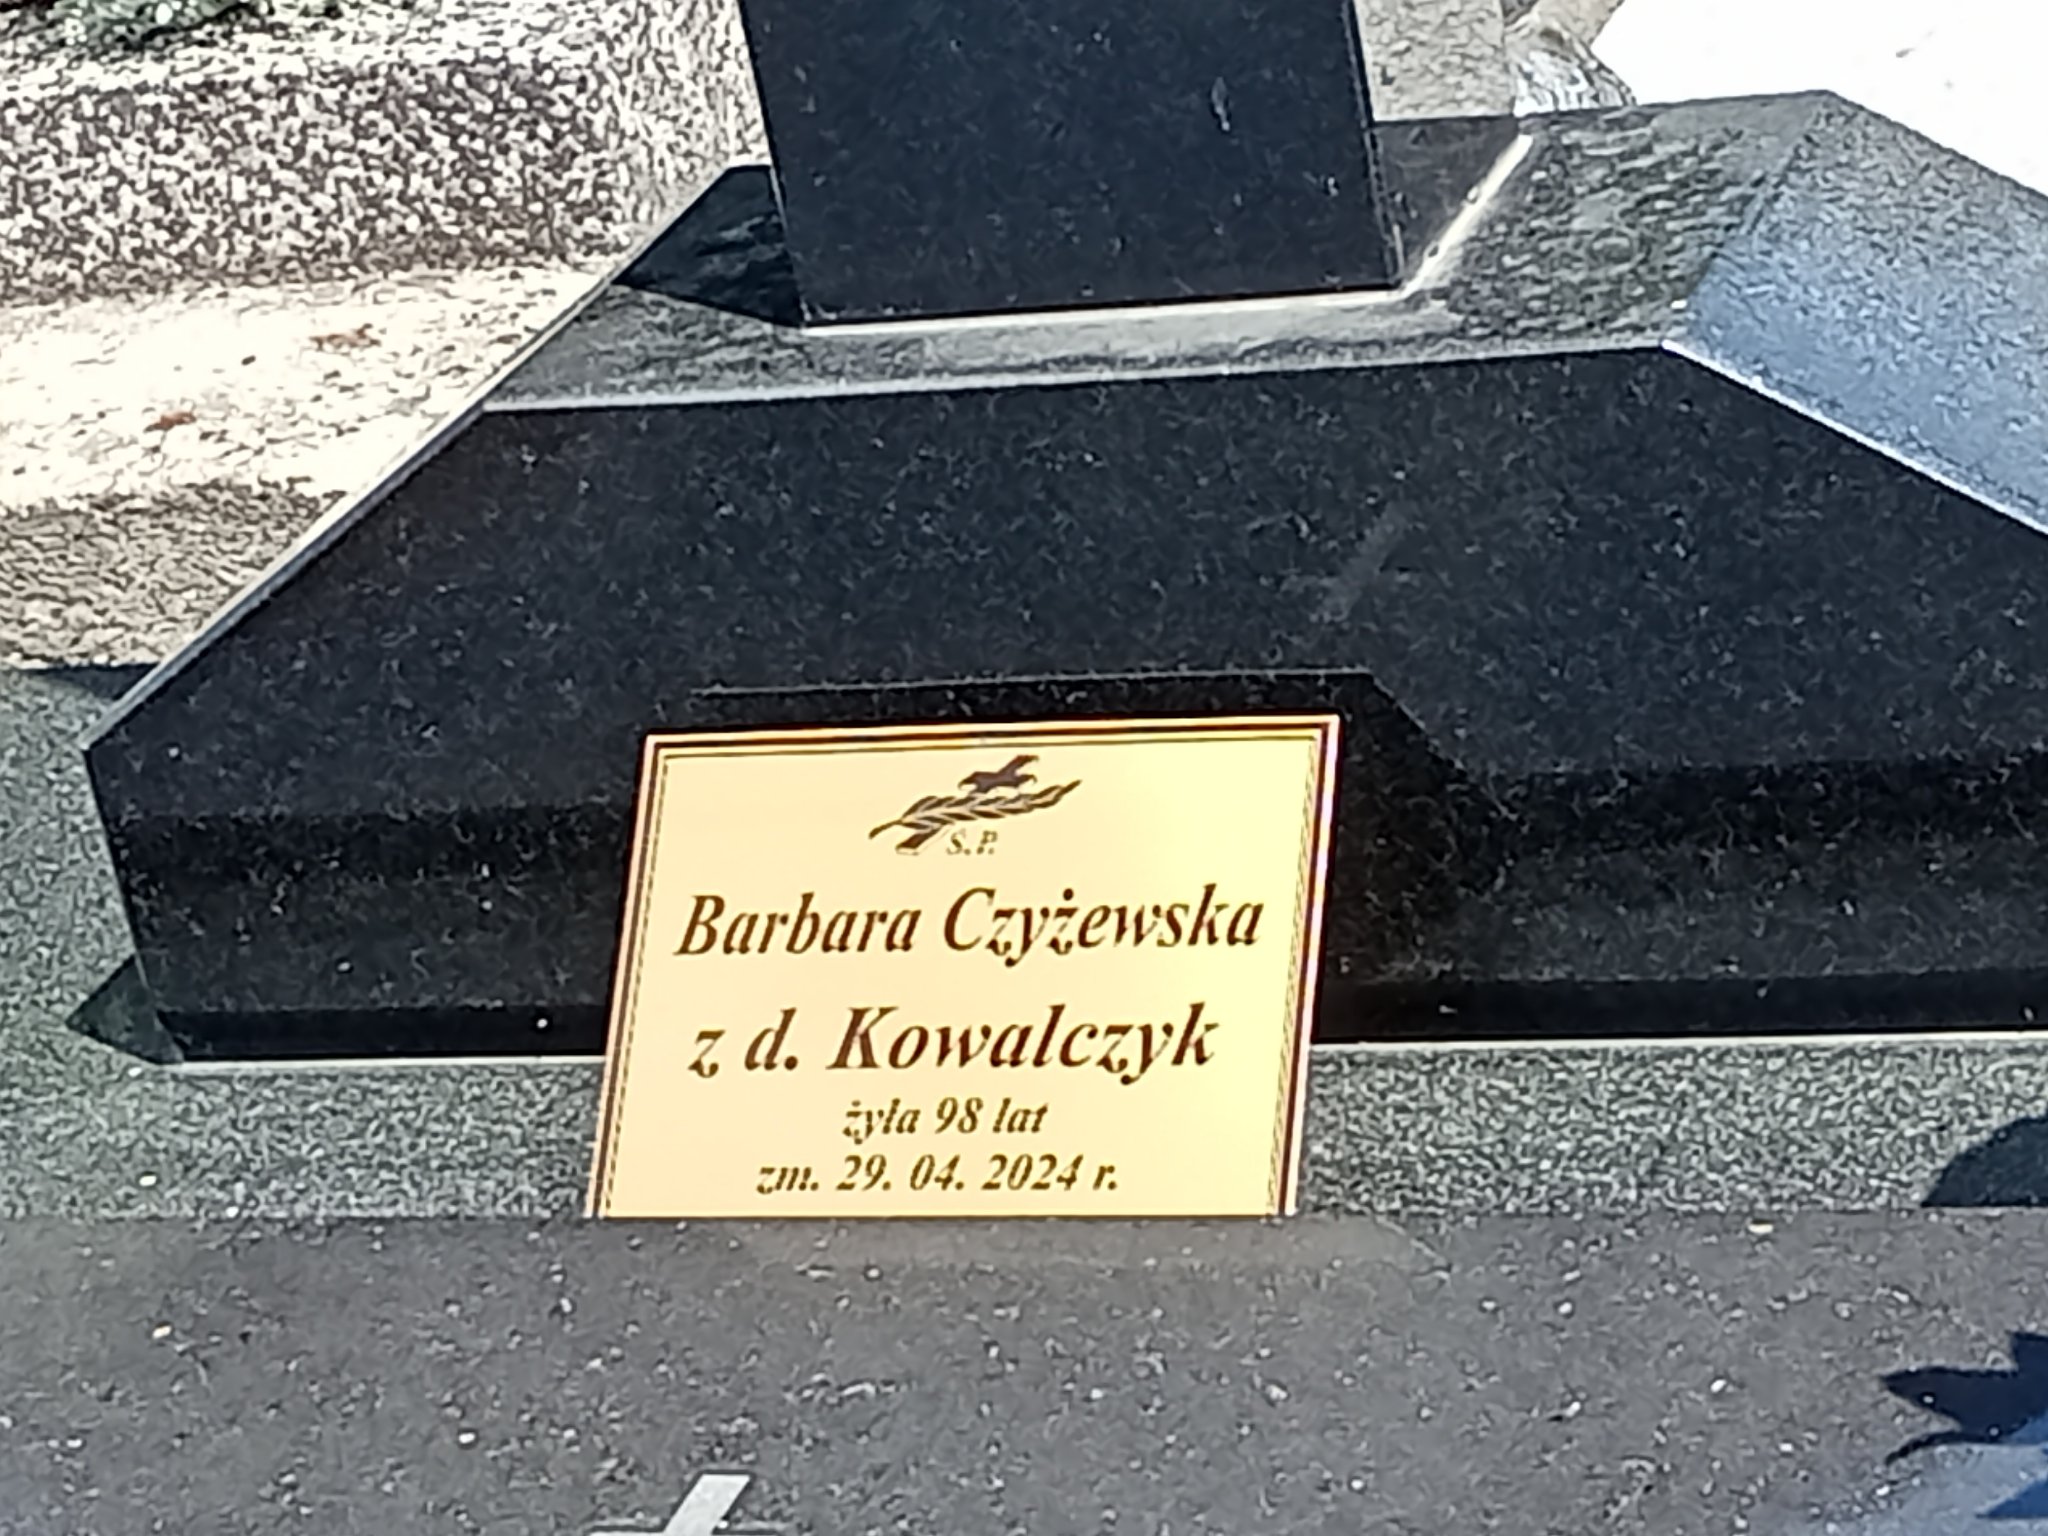 Ś. P.
Barbara Czyżewska
z d. Kowalczyk
żyła 98 lat
zm. 29. 04. 2024 r.